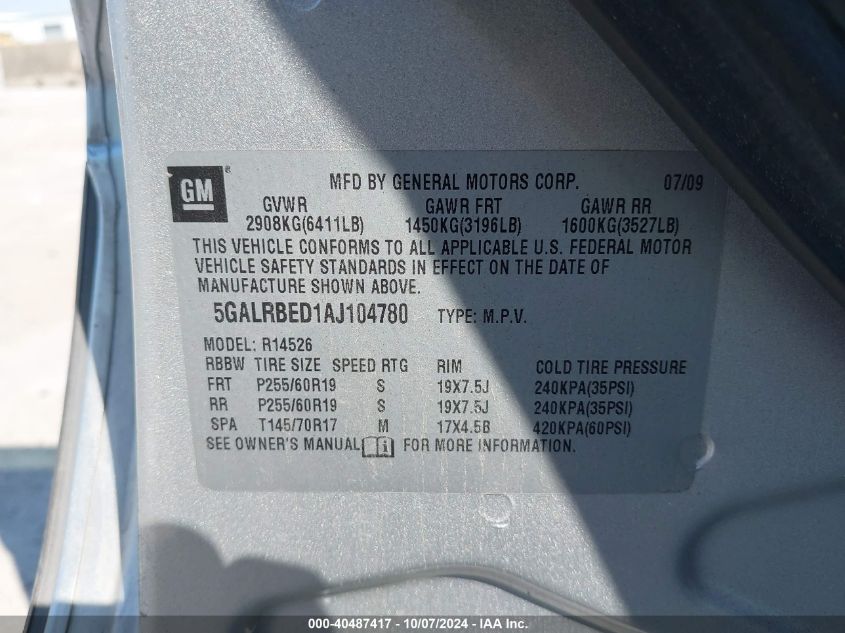 GM ® MFD BY GENERAL MOTORS CORP. 07/09
GVWR GAWR FRT GAWR RR
2908KG(6411LB) 1450KG(3196LB) 1600KG(3527LB)
THIS VEHICLE CONFORMS TO ALL APPLICABLE U.S. FEDERAL MOTOR
VEHICLE SAFETY STANDARDS IN EFFECT ON THE DATE OF
MANUFACTURE SHOWN ABOVE.
5GALRBED1AJ104780 TYPE: M.P.V.
MODEL: R14526
RBBW TIRE SIZE SPEED RTG RIM COLD TIRE PRESSURE
FRT P255/60R19 S 19X7.5J 240KPA(35PSI)
RR P255/60R19 S 19X7.5J 240KPA(35PSI)
SPA T145/70R17 M 17X4.5B 420KPA(60PSI)
SEE OWNER'S MANUAL i FOR MORE INFORMATION.
000-40487417 - 10/07/2024 - IAA Inc.